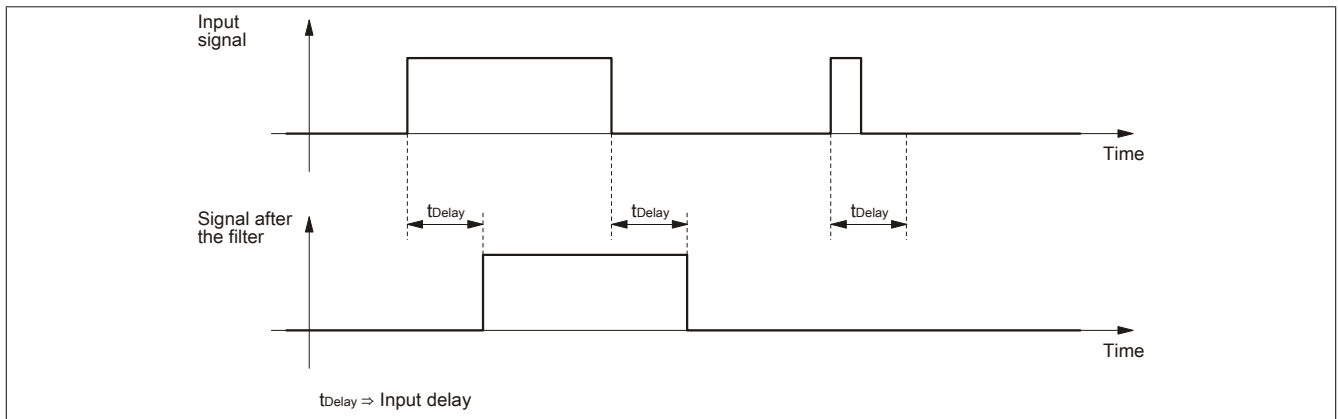 Input
signal
Time
tDelay
tDelay
tDelay
Signal after
the filter
Time
tDelay ⇒ Input delay